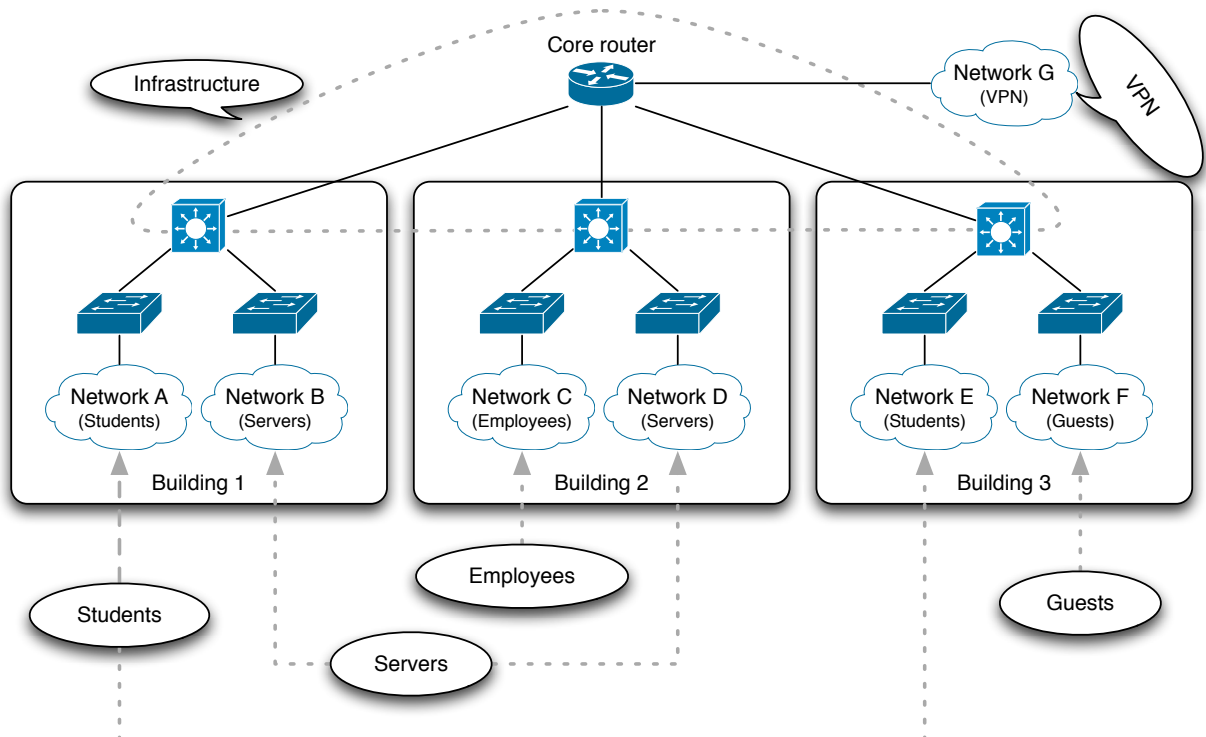 Core router
Infrastructure
Network G
(VPN)
VPN
Network A
(Students)
Network B
(Servers)
Network C
(Employees)
Network D
(Servers)
Network E
(Students)
Network F
(Guests)
Building 1
Building 2
Building 3
Students
Employees
Servers
Guests